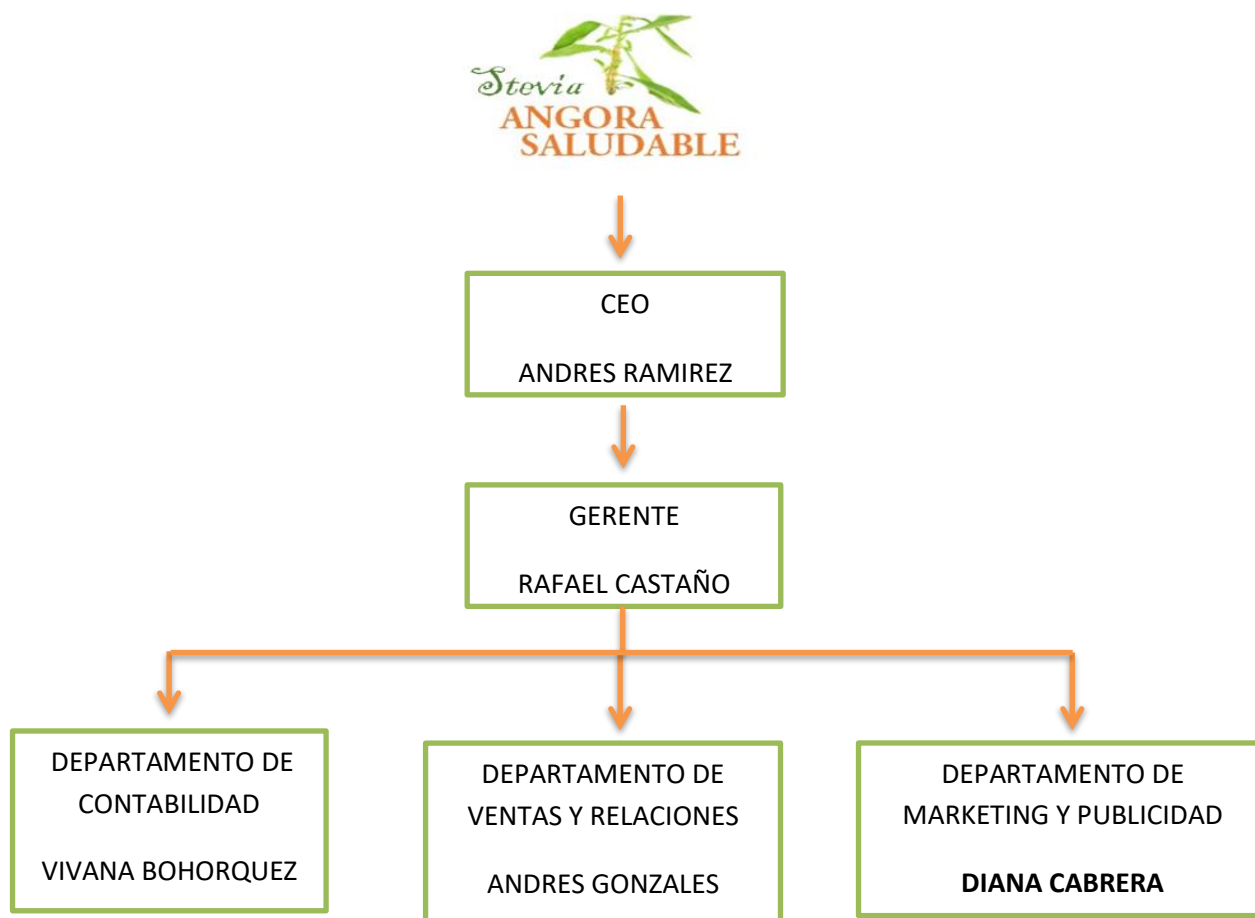 Stevia
ANGORA
SALUDABLE
CEO
ANDRES RAMIREZ
GERENTE
RAFAEL CASTAÑO
DEPARTAMENTO DE
CONTABILIDAD
VIVANA BOHORQUEZ
DEPARTAMENTO DE
VENTAS Y RELACIONES
ANDRES GONZALES
DEPARTAMENTO DE
MARKETING Y PUBLICIDAD
DIANA CABRERA